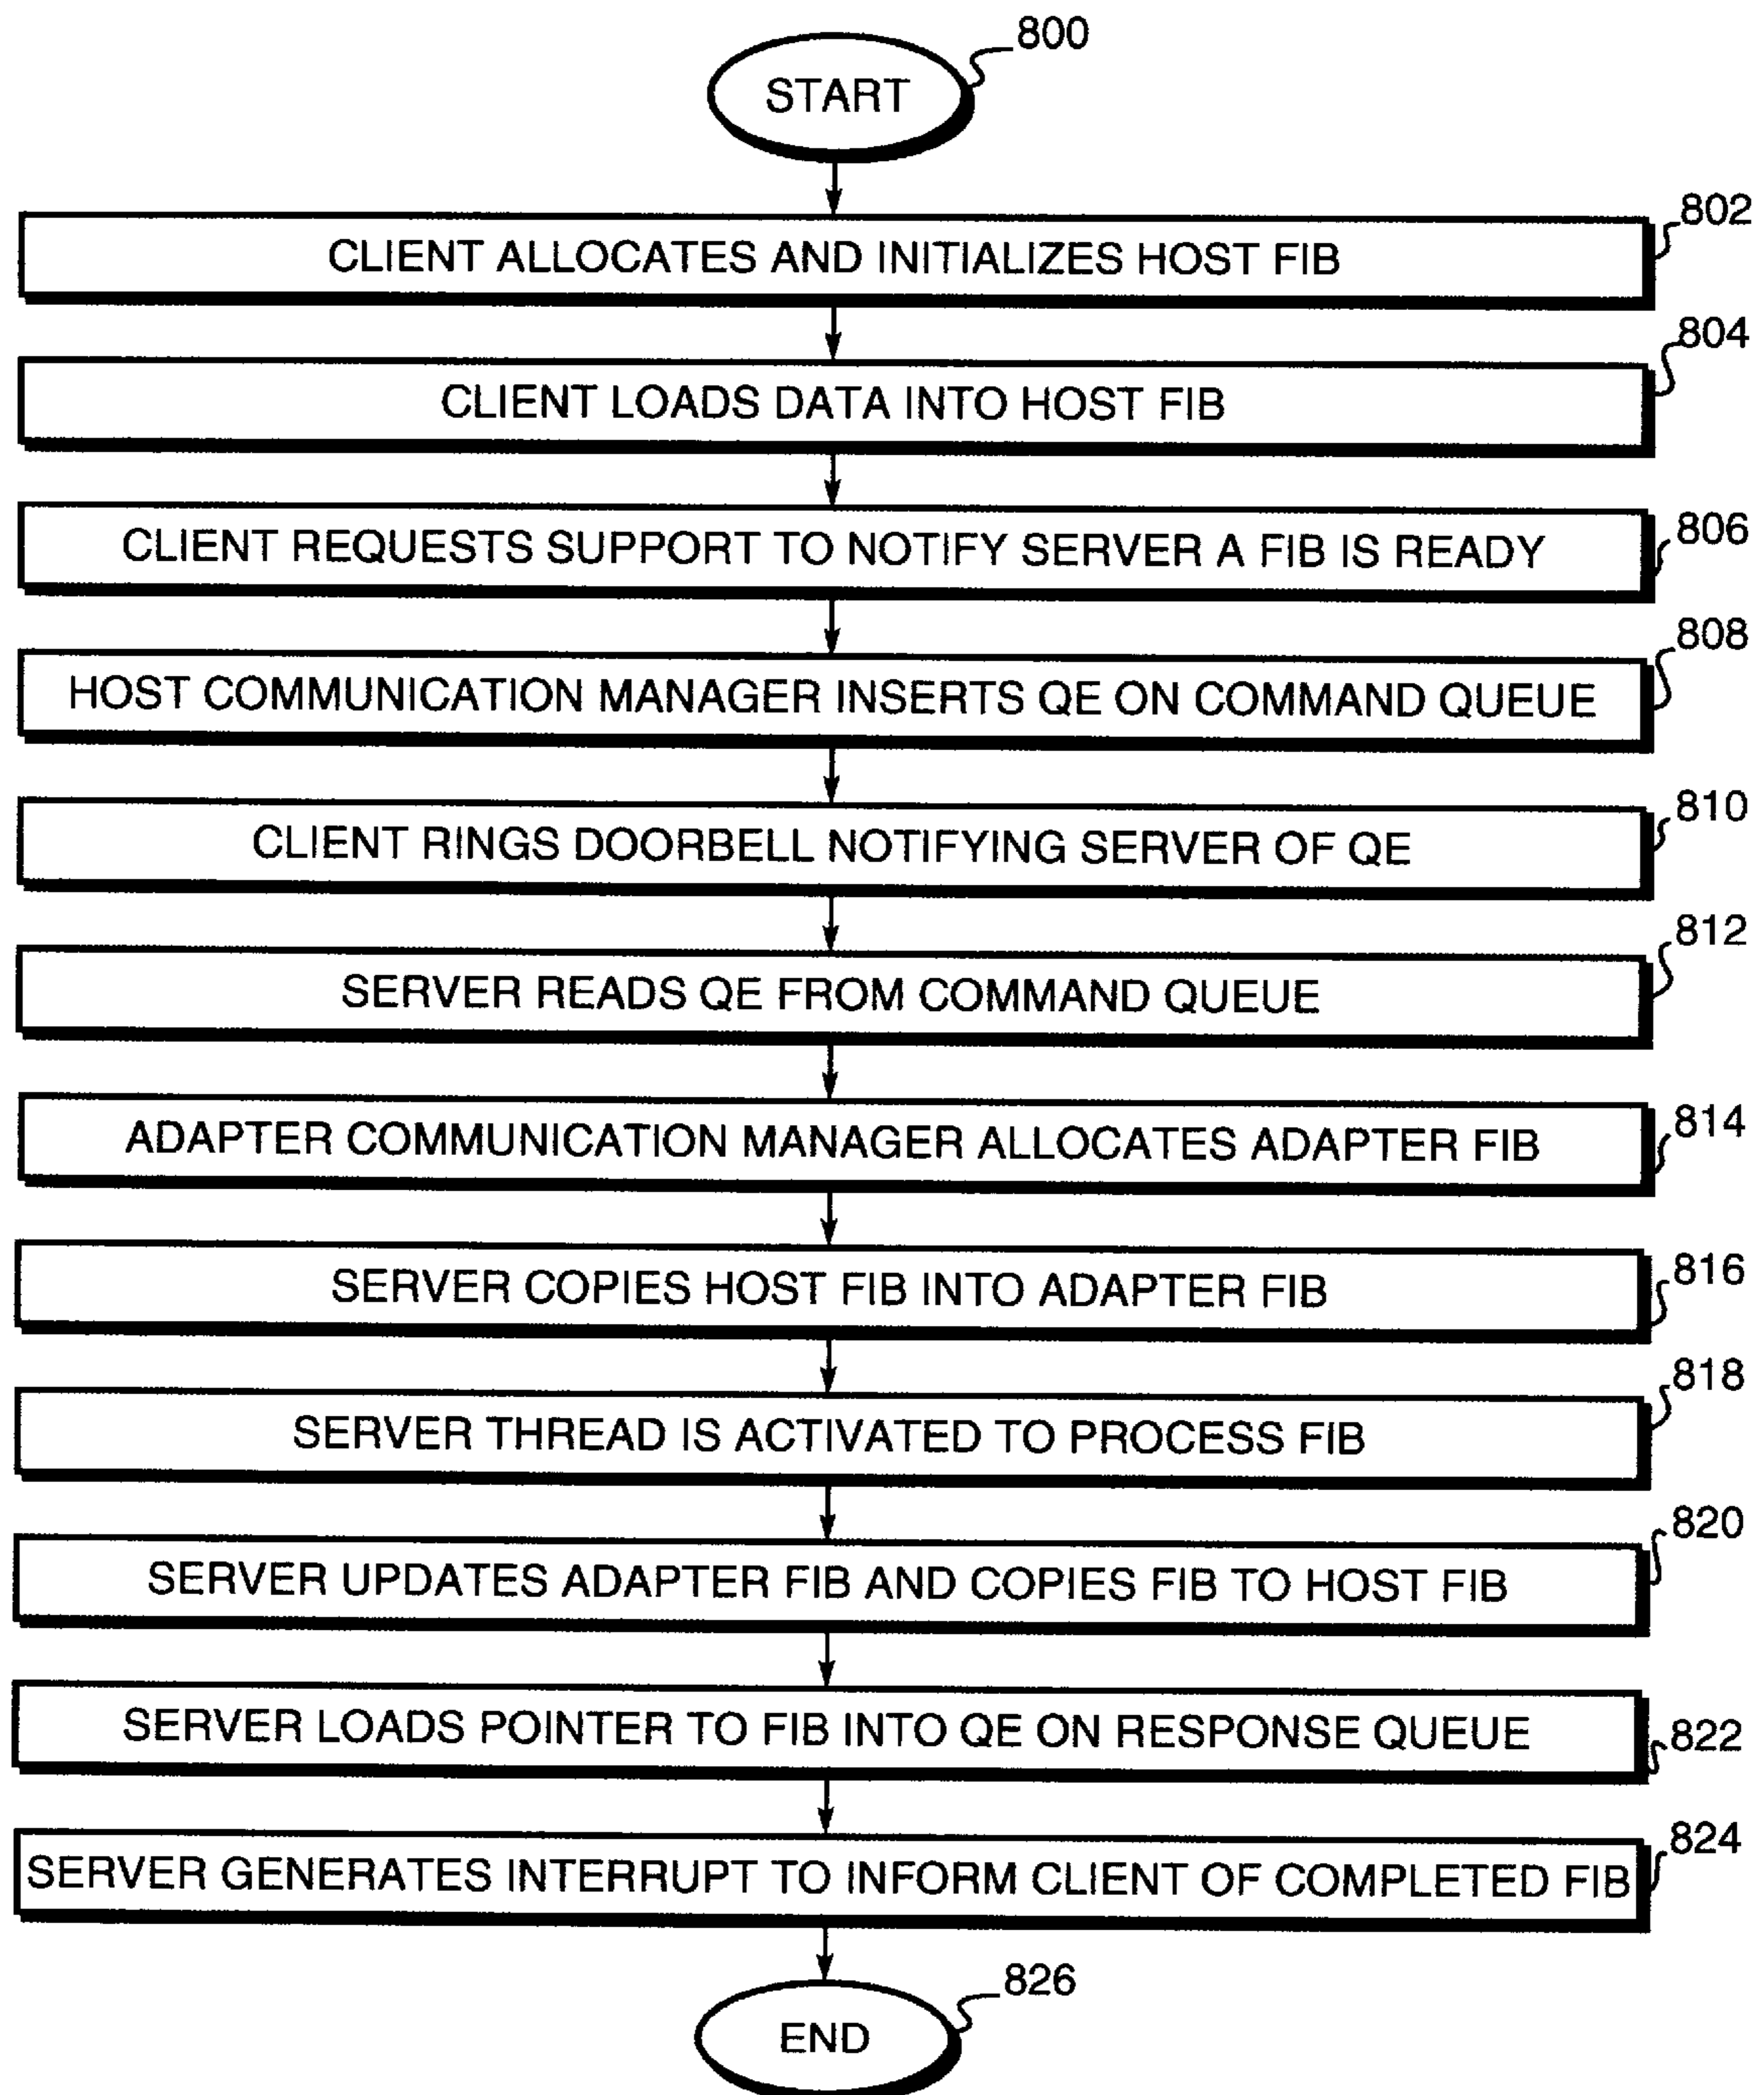 800
START
802
CLIENT ALLOCATES AND INITIALIZES HOST FIB
804
CLIENT LOADS DATA INTO HOST FIB
806
CLIENT REQUESTS SUPPORT TO NOTIFY SERVER A FIB IS READY
808
HOST COMMUNICATION MANAGER INSERTS QE ON COMMAND QUEUE
810
CLIENT RINGS DOORBELL NOTIFYING SERVER OF QE
812
SERVER READS QE FROM COMMAND QUEUE
814
ADAPTER COMMUNICATION MANAGER ALLOCATES ADAPTER FIB
816
SERVER COPIES HOST FIB INTO ADAPTER FIB
818
SERVER THREAD IS ACTIVATED TO PROCESS FIB
820
SERVER UPDATES ADAPTER FIB AND COPIES FIB TO HOST FIB
822
SERVER LOADS POINTER TO FIB INTO QE ON RESPONSE QUEUE
824
SERVER GENERATES INTERRUPT TO INFORM CLIENT OF COMPLETED FIB
826
END